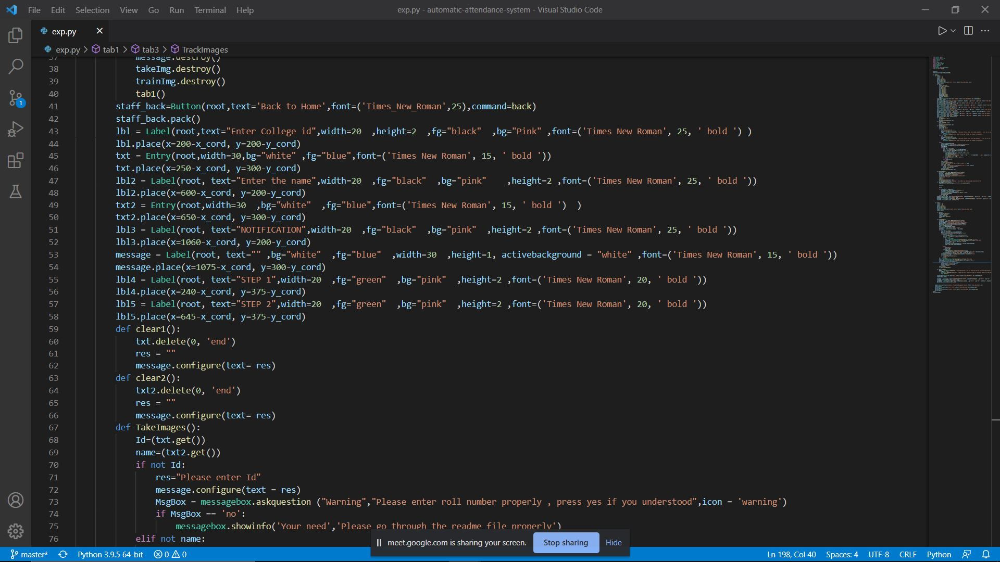 File Edit Selection View Go Run Terminal Help
exp.py - automatic-attendance-system - Visual Studio Code
exp.py
exp.py > tab1 > tab3 > TrackImages
37 message.destroy()
38 takeImg.destroy()
39 trainImg.destroy()
40 tab1()
41 staff_back=Button(root,text='Back to Home',font=('Times_New_Roman',25),command=back)
42 staff_back.pack()
43 lbl = Label(root,text="Enter College id",width=20  ,height=2  ,fg="black"  ,bg="Pink" ,font=('Times New Roman', 25, ' bold ') )
44 lbl.place(x=200-x_cord, y=200-y_cord)
45 txt = Entry(root,width=30,bg="white" ,fg="blue",font=('Times New Roman', 15, ' bold '))
46 txt.place(x=250-x_cord, y=300-y_cord)
47 lbl2 = Label(root, text="Enter the name",width=20  ,fg="black"  ,bg="pink"    ,height=2 ,font=('Times New Roman', 25, ' bold '))
48 lbl2.place(x=600-x_cord, y=200-y_cord)
49 txt2 = Entry(root,width=30  ,bg="white"  ,fg="blue",font=('Times New Roman', 15, ' bold ')  )
50 txt2.place(x=650-x_cord, y=300-y_cord)
51 lbl3 = Label(root, text="NOTIFICATION",width=20  ,fg="black"  ,bg="pink"  ,height=2 ,font=('Times New Roman', 25, ' bold '))
52 lbl3.place(x=1060-x_cord, y=200-y_cord)
53 message = Label(root, text="" ,bg="white"  ,fg="blue"  ,width=30  ,height=1, activebackground = "white" ,font=('Times New Roman', 15, ' bold '))
54 message.place(x=1075-x_cord, y=300-y_cord)
55 lbl4 = Label(root, text="STEP 1",width=20  ,fg="green"  ,bg="pink"  ,height=2 ,font=('Times New Roman', 20, ' bold '))
56 lbl4.place(x=240-x_cord, y=375-y_cord)
57 lbl5 = Label(root, text="STEP 2",width=20  ,fg="green"  ,bg="pink"  ,height=2 ,font=('Times New Roman', 20, ' bold '))
58 lbl5.place(x=645-x_cord, y=375-y_cord)
59 def clear1():
60 txt.delete(0, 'end')
61 res = ""
62 message.configure(text= res)
63 def clear2():
64 txt2.delete(0, 'end')
65 res = ""
66 message.configure(text= res)
67 def TakeImages():
68 Id=(txt.get())
69 name=(txt2.get())
70 if not Id:
71 res="Please enter Id"
72 message.configure(text = res)
73 MsgBox = messagebox.askquestion ("Warning","Please enter roll number properly , press yes if you understood",icon = 'warning')
74 if MsgBox == 'no':
75 messagebox.showinfo('Your need','Please go through the readme file properly')
76 elif not name:
meet.google.com is sharing your screen. Stop sharing Hide
1
master* Python 3.9.5 64-bit 0 0 Ln 198, Col 40 Spaces: 4 UTF-8 CRLF Python